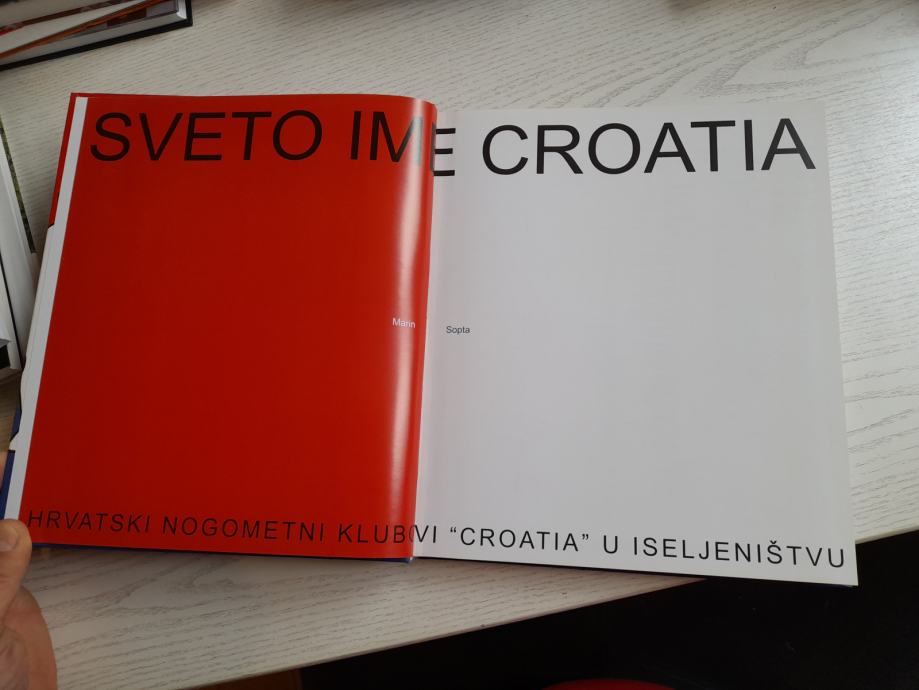 SVETO IME CROATIA
Marin Sopta
HRVATSKI NOGOMETNI KLUBOVI “CROATIA” U ISELJENIŠTVU